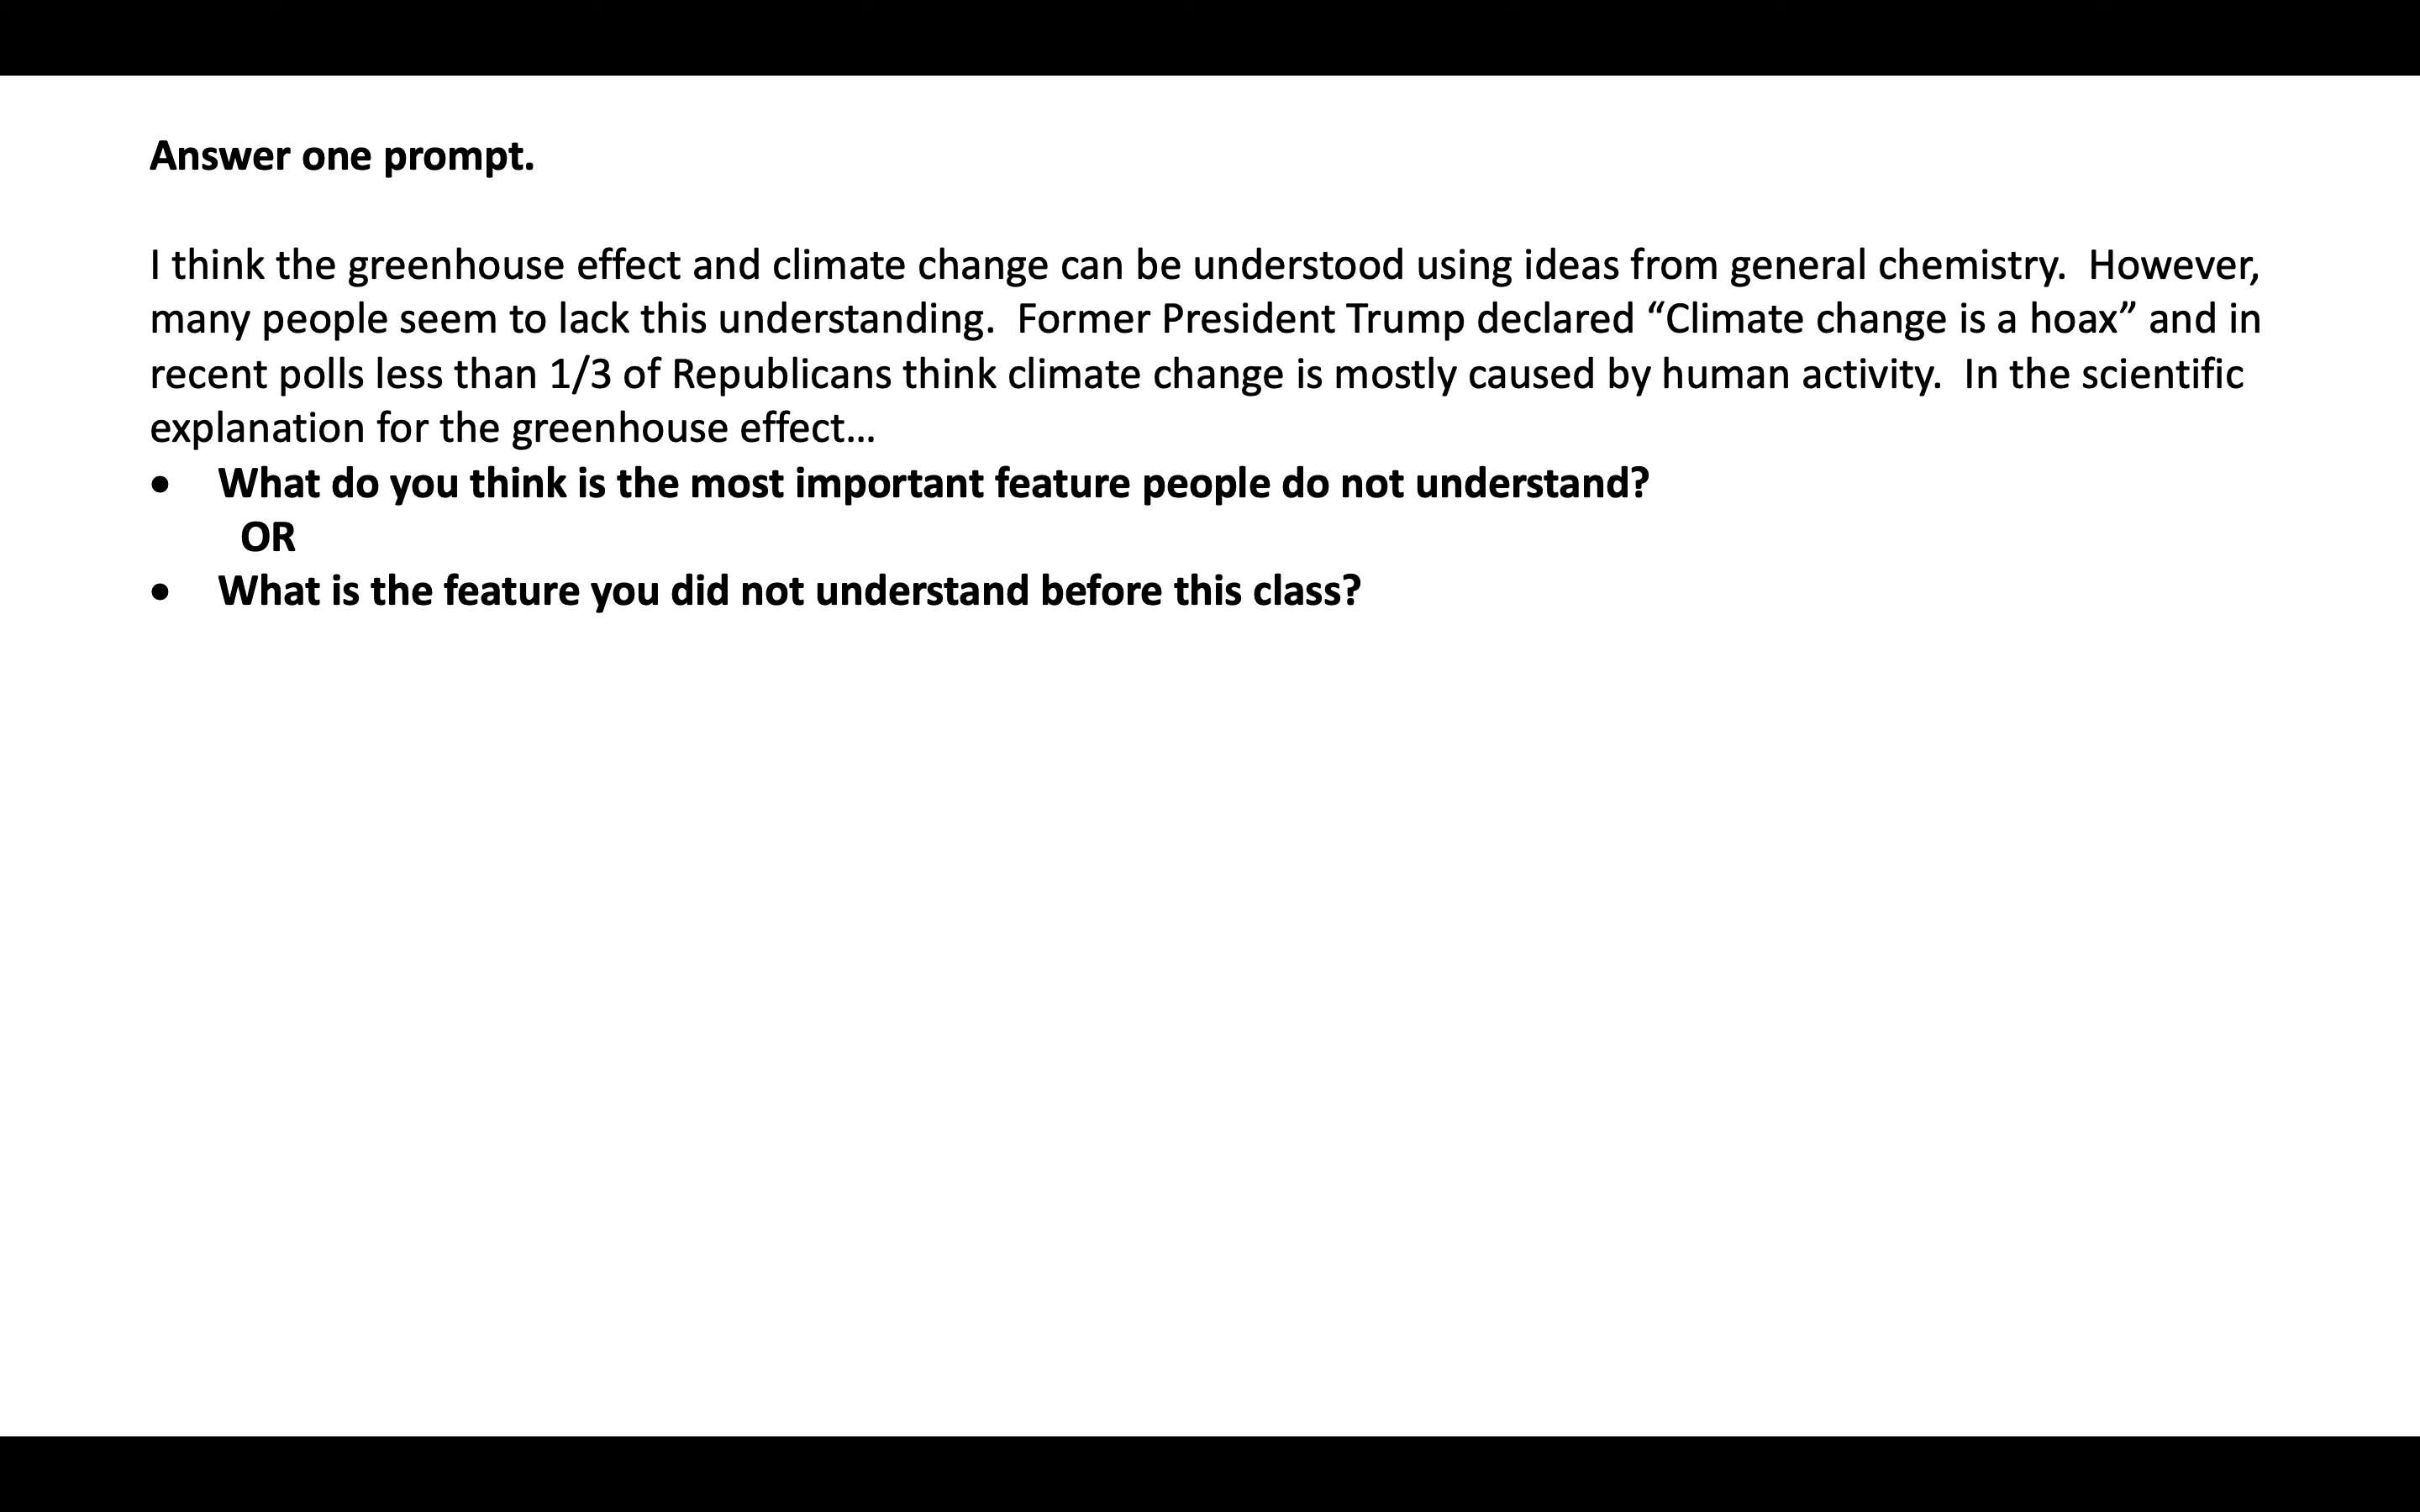 Answer one prompt.
I think the greenhouse effect and climate change can be understood using ideas from general chemistry.  However,
many people seem to lack this understanding.  Former President Trump declared “Climate change is a hoax” and in
recent polls less than 1/3 of Republicans think climate change is mostly caused by human activity.  In the scientific
explanation for the greenhouse effect...
• What do you think is the most important feature people do not understand?
OR
• What is the feature you did not understand before this class?